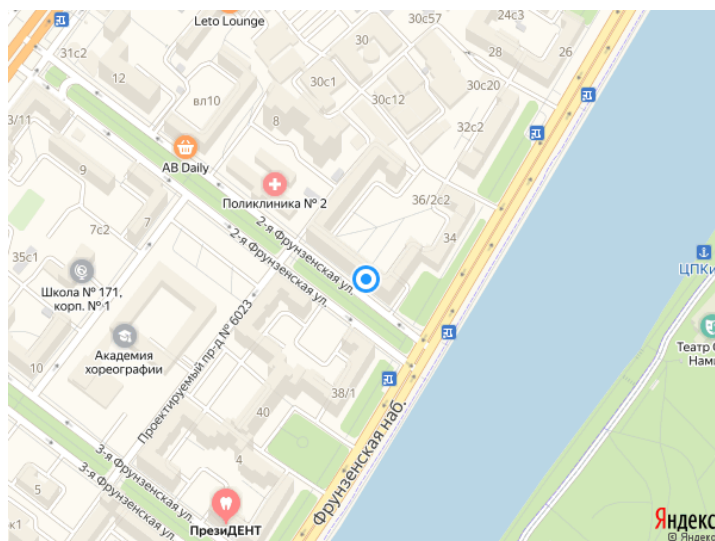 Leto Lounge
30с57
24с3
31с2
12
30с1
28
26
вл10
30с12
30с20
3/11
8
32с2
AB Daily
9
Поликлиника № 2
36/2с2
7
7с2
2-я Фрунзенская ул.
2-я Фрунзенская ул.
34
35с1
Школа № 171,
корп. № 1
ЦПКи
Проектируемый пр-д № 6023
Академия
хореографии
Театр С
Нами
10
38/1
40
Фрунзенская наб.
3-я Фрунзенская ул.
3-я Фрунзенская ул.
4
5
ПрезиДЕНТ
Яндекс
© Яндекс